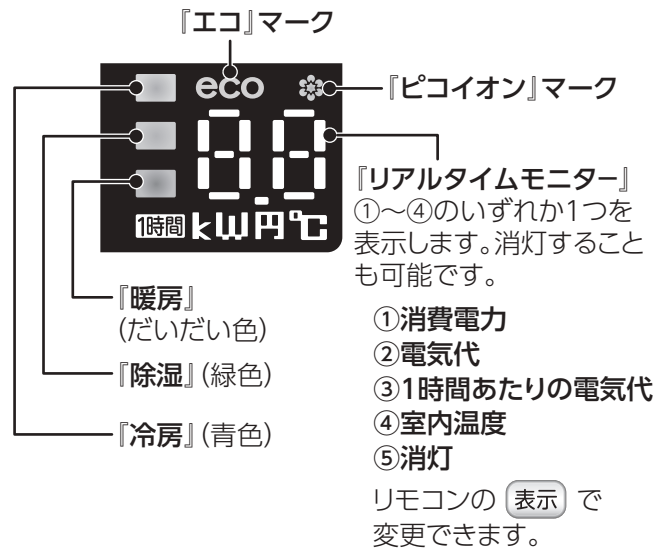 『エコ』マーク
eco
『ピコイオン』マーク
8.8
1時間 kW円℃
『リアルタイムモニター』
①～④のいずれか1つを
表示します。消灯すること
も可能です。
①消費電力
②電気代
③1時間あたりの電気代
④室内温度
⑤消灯
リモコンの 表示 で
変更できます。
『暖房』
(だいだい色)
『除湿』(緑色)
『冷房』(青色)